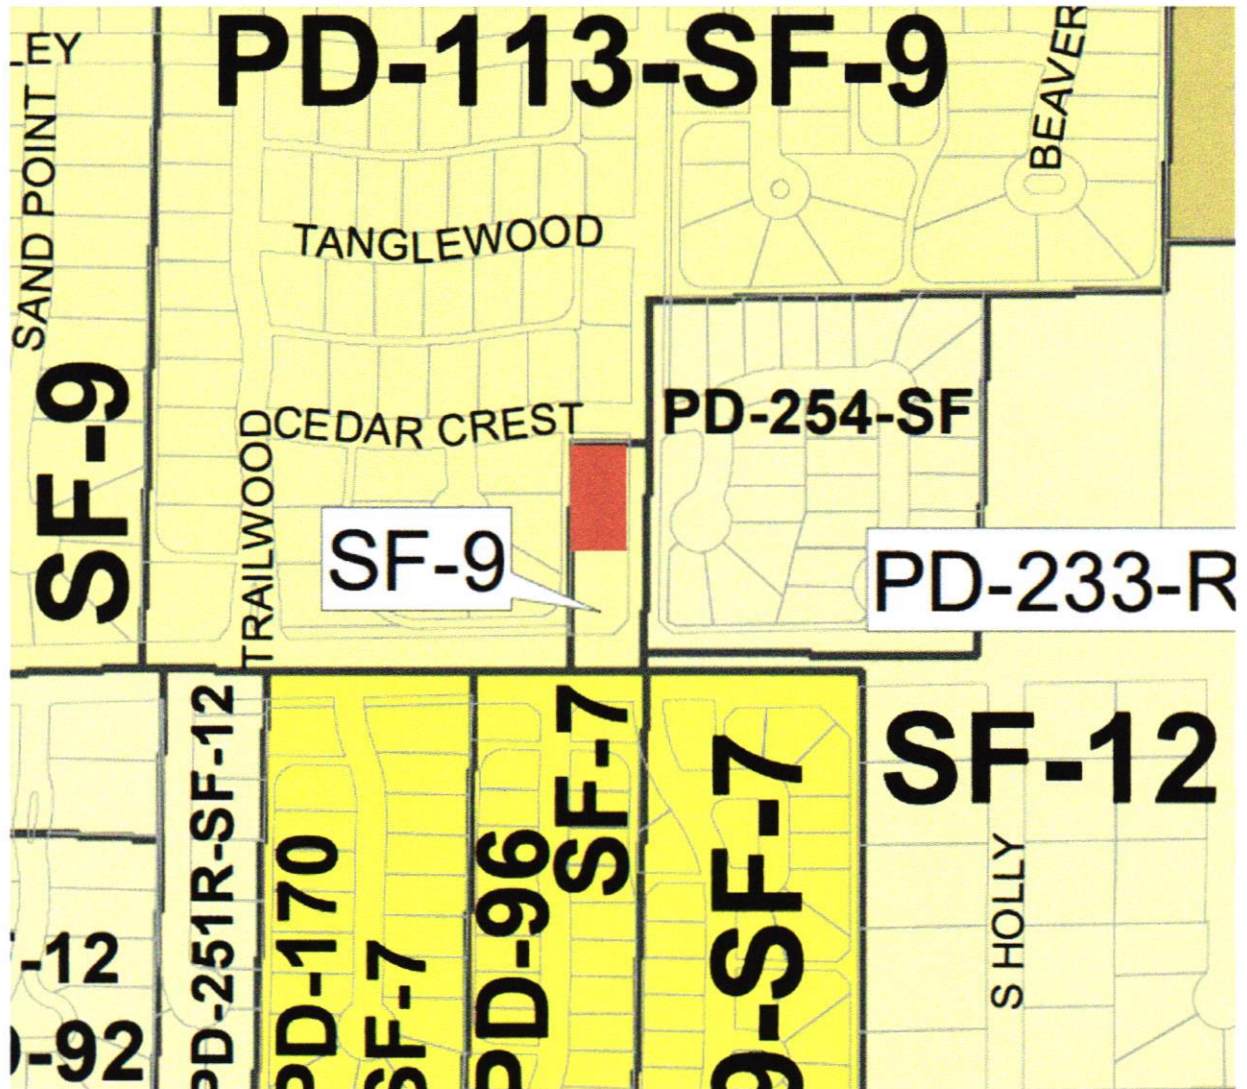 PD-113-SF-9
LEY
BEAVER
SAND POINT
TANGLEWOOD
SF-9
CEDAR CREST
PD-254-SF
TRAILWOOD
SF-9
PD-233-R
PD-251R-SF-12
SF-7
SF-12
9-SF-7
PD-170
SF-7
PD-96
S HOLLY
-12
-92